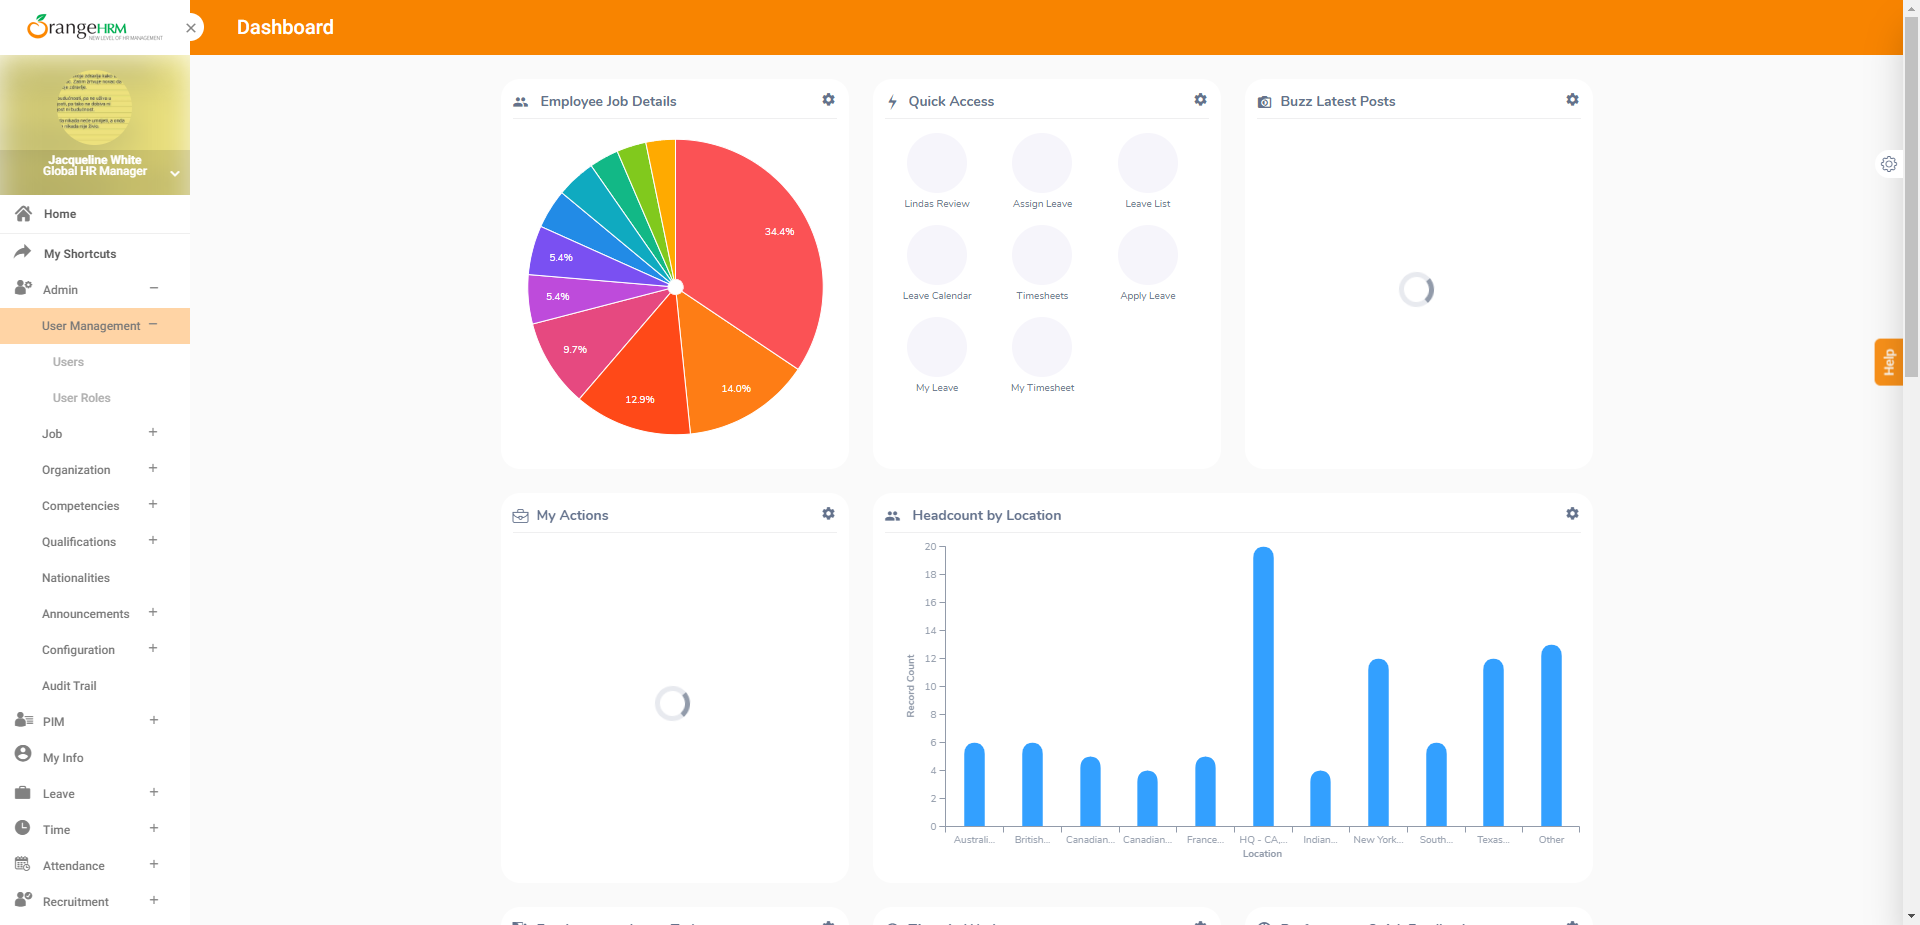 OrangeHRM
NEW LEVEL OF HR MANAGEMENT
Dashboard
Jacqueline White
Global HR Manager
Home
My Shortcuts
Admin
User Management
Users
User Roles
Job
Organization
Competencies
Qualifications
Nationalities
Announcements
Configuration
Audit Trail
PIM
My Info
Leave
Time
Attendance
Recruitment
Employee Job Details
34.4%
14.0%
12.9%
9.7%
5.4%
5.4%
Quick Access
Lindas Review
Assign Leave
Leave List
Leave Calendar
Timesheets
Apply Leave
My Leave
My Timesheet
Buzz Latest Posts
Help
My Actions
Headcount by Location
Record Count
20
18
16
14
12
10
8
6
4
2
0
Australi...
British...
Canadian...
Canadian...
France...
HQ - CA,...
Indian...
New York...
South...
Texas...
Other
Location